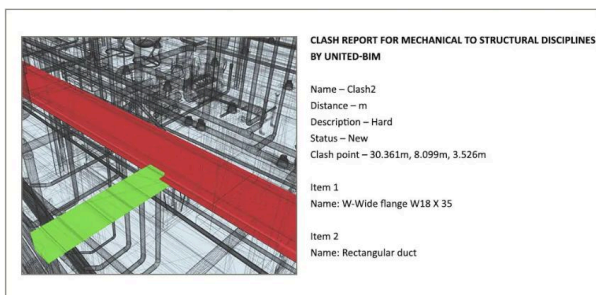 CLASH REPORT FOR MECHANICAL TO STRUCTURAL DISCIPLINES
BY UNITED-BIM
Name – Clash2
Distance – m
Description – Hard
Status – New
Clash point – 30.361m, 8.099m, 3.526m
Item 1
Name: W-Wide flange W18 X 35
Item 2
Name: Rectangular duct